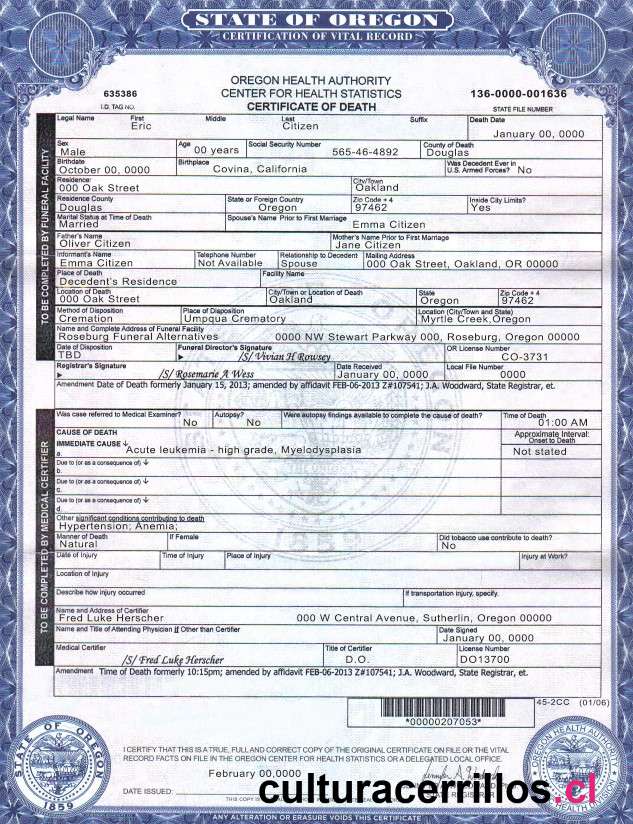 STATE OF OREGON
CERTIFICATION OF VITAL RECORD
OREGON HEALTH AUTHORITY
635386 CENTER FOR HEALTH STATISTICS 136-0000-001636
I.D. TAG NO. CERTIFICATE OF DEATH STATE FILE NUMBER
TO BE COMPLETED BY FUNERAL FACILITY
Legal Name First Middle Last Suffix Death Date
Eric Citizen January 00, 0000
Sex Age Social Security Number County of Death
Male 00 years 565-46-4892 Douglas
Birthdate Birthplace Was Decedent Ever in U.S. Armed Forces? No
October 00, 0000 Covina, California
Residence: City/Town
000 Oak Street Oakland
Residence County State or Foreign Country Zip Code + 4 Inside City Limits?
Douglas Oregon 97462 Yes
Marital Status at Time of Death Spouse's Name Prior to First Marriage
Married Emma Citizen
Father's Name Mother's Name Prior to First Marriage
Oliver Citizen Jane Citizen
Informant's Name Telephone Number Relationship to Decedent Mailing Address
Emma Citizen Not Available Spouse 000 Oak Street, Oakland, OR 00000
Place of Death Facility Name
Decedent's Residence
Location of Death City/Town or Location of Death State Zip Code + 4
000 Oak Street Oakland Oregon 97462
Method of Disposition Place of Disposition Location (City/Town and State)
Cremation Umpqua Crematory Myrtle Creek,Oregon
Name and Complete Address of Funeral Facility
Roseburg Funeral Alternatives 0000 NW Stewart Parkway 000, Roseburg, Oregon 00000
Date of Disposition Funeral Director's Signature OR License Number
TBD /S/ Vivian H Rowsey CO-3731
Registrar's Signature Date Received Local File Number
/S/ Rosemarie A Wess January 00, 0000 0000
Amendment Date of Death formerly January 15, 2013; amended by affidavit FEB-06-2013 Z#107541; J.A. Woodward, State Registrar, et.
TO BE COMPLETED BY MEDICAL CERTIFIER
Was case referred to Medical Examiner? Autopsy? Were autopsy findings available to complete the cause of death? Time of Death
No No 01:00 AM
CAUSE OF DEATH Approximate Interval:
IMMEDIATE CAUSE Onset to Death
a. Acute leukemia - high grade, Myelodysplasia Not stated
Due to (or as a consequence of)
b.
Due to (or as a consequence of)
c.
Due to (or as a consequence of)
d.
Other significant conditions contributing to death
Hypertension; Anemia;
Manner of Death If Female Did tobacco use contribute to death?
Natural No
Date of Injury Time of Injury Place of Injury Injury at Work?
Location of Injury
Describe how injury occurred If transportation injury, specify.
Name and Address of Certifier
Fred Luke Herscher 000 W Central Avenue, Sutherlin, Oregon 00000
Name and Title of Attending Physician If Other than Certifier Date Signed
January 00, 0000
Medical Certifier Title of Certifier License Number
/S/ Fred Luke Herscher D.O. DO13700
Amendment Time of Death formerly 10:15pm; amended by affidavit FEB-06-2013 Z#107541; J.A. Woodward, State Registrar, et.
*00000207053* 45-2CC (01/06)
I CERTIFY THAT THIS IS A TRUE, FULL AND CORRECT COPY OF THE ORIGINAL CERTIFICATE ON FILE OR THE VITAL
RECORD FACTS ON FILE IN THE OREGON CENTER FOR HEALTH STATISTICS OR A DELEGATED LOCAL OFFICE.
February 00,0000
DATE ISSUED:
culturacerrillos.cl
THIS COPY IS
ANY ALTERATION OR ERASURE VOIDS THIS CERTIFICATE
STATE OF OREGON
1859